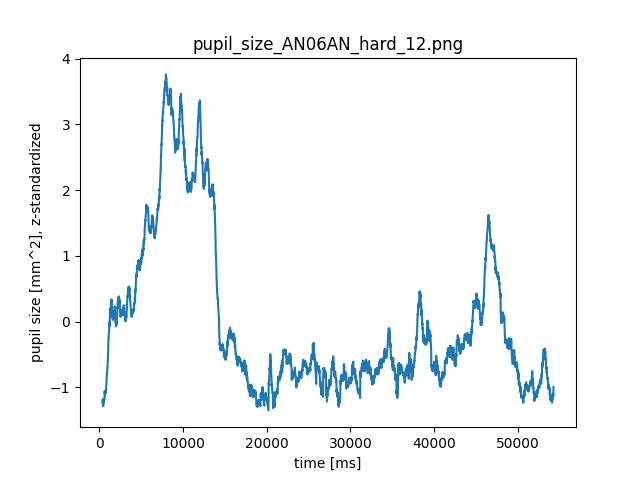 pupil_size_AN06AN_hard_12.png
4
3
2
1
0
−1
pupil size [mm^2], z-standardized
0 10000 20000 30000 40000 50000
time [ms]